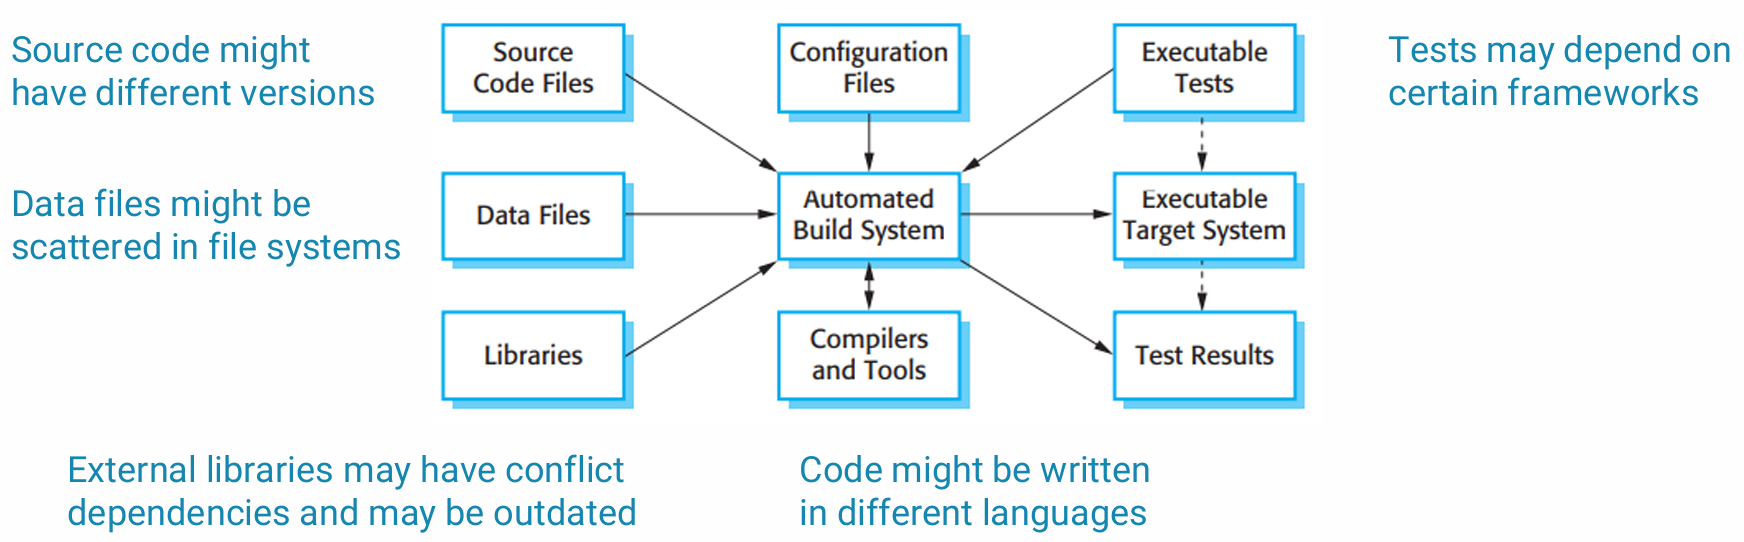 Source code might
have different versions
Source
Code Files
Configuration
Files
Executable
Tests
Tests may depend on
certain frameworks
Data files might be
scattered in file systems
Data Files
Automated
Build System
Executable
Target System
Libraries
Compilers
and Tools
Test Results
External libraries may have conflict
dependencies and may be outdated
Code might be written
in different languages